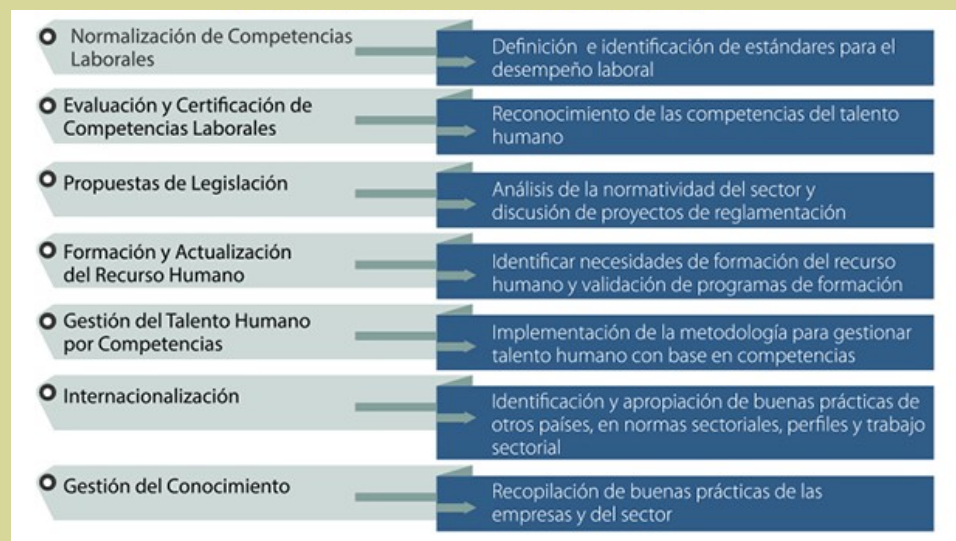 Normalización de Competencias
Laborales
Definición e identificación de estándares para el
desempeño laboral
Evaluación y Certificación de
Competencias Laborales
Reconocimiento de las competencias del talento
humano
Propuestas de Legislación
Análisis de la normatividad del sector y
discusión de proyectos de reglamentación
Formación y Actualización
del Recurso Humano
Identificar necesidades de formación del recurso
humano y validación de programas de formación
Gestión del Talento Humano
por Competencias
Implementación de la metodología para gestionar
talento humano con base en competencias
Internacionalización
Identificación y apropiación de buenas prácticas de
otros países, en normas sectoriales, perfiles y trabajo
sectorial
Gestión del Conocimiento
Recopilación de buenas prácticas de las
empresas y del sector